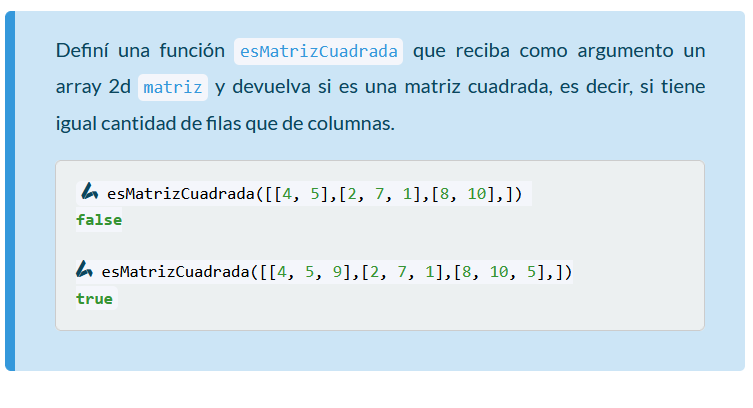 Definí una función esMatrizCuadrada que reciba como argumento un
array 2d matriz y devuelva si es una matriz cuadrada, es decir, si tiene
igual cantidad de filas que de columnas.
esMatrizCuadrada([[4, 5],[2, 7, 1],[8, 10],])
false
esMatrizCuadrada([[4, 5, 9],[2, 7, 1],[8, 10, 5],])
true